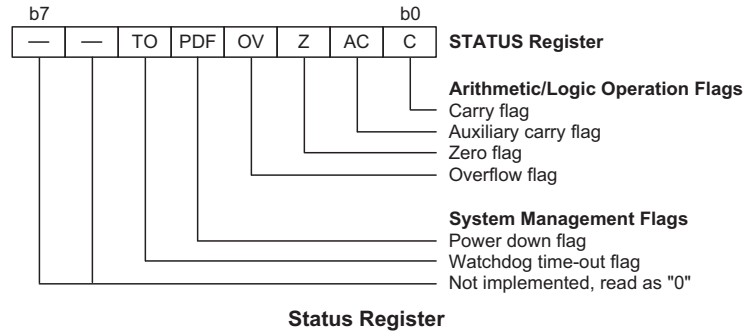 b7 b0
— — TO PDF OV Z AC C STATUS Register
Arithmetic/Logic Operation Flags
Carry flag
Auxiliary carry flag
Zero flag
Overflow flag
System Management Flags
Power down flag
Watchdog time-out flag
Not implemented, read as "0"
Status Register